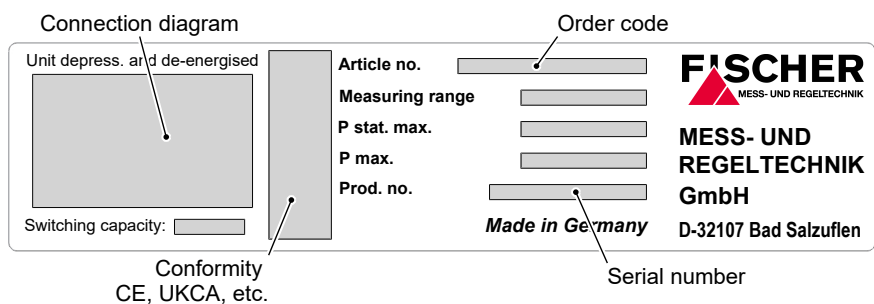 Connection diagram
Order code
Unit depress. and de-energised
Switching capacity:
Article no.
Measuring range
P stat. max.
P max.
Prod. no.
Made in Germany
FISCHER
MESS- UND REGELTECHNIK
MESS- UND
REGELTECHNIK
GmbH
D-32107 Bad Salzuflen
Conformity
CE, UKCA, etc.
Serial number